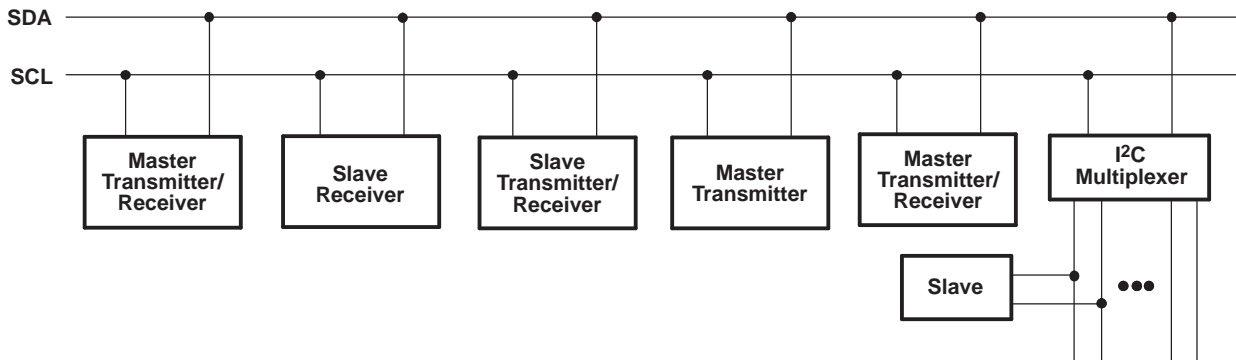 SDA
SCL
Master
Transmitter/
Receiver
Slave
Receiver
Slave
Transmitter/
Receiver
Master
Transmitter
Master
Transmitter/
Receiver
I²C
Multiplexer
Slave